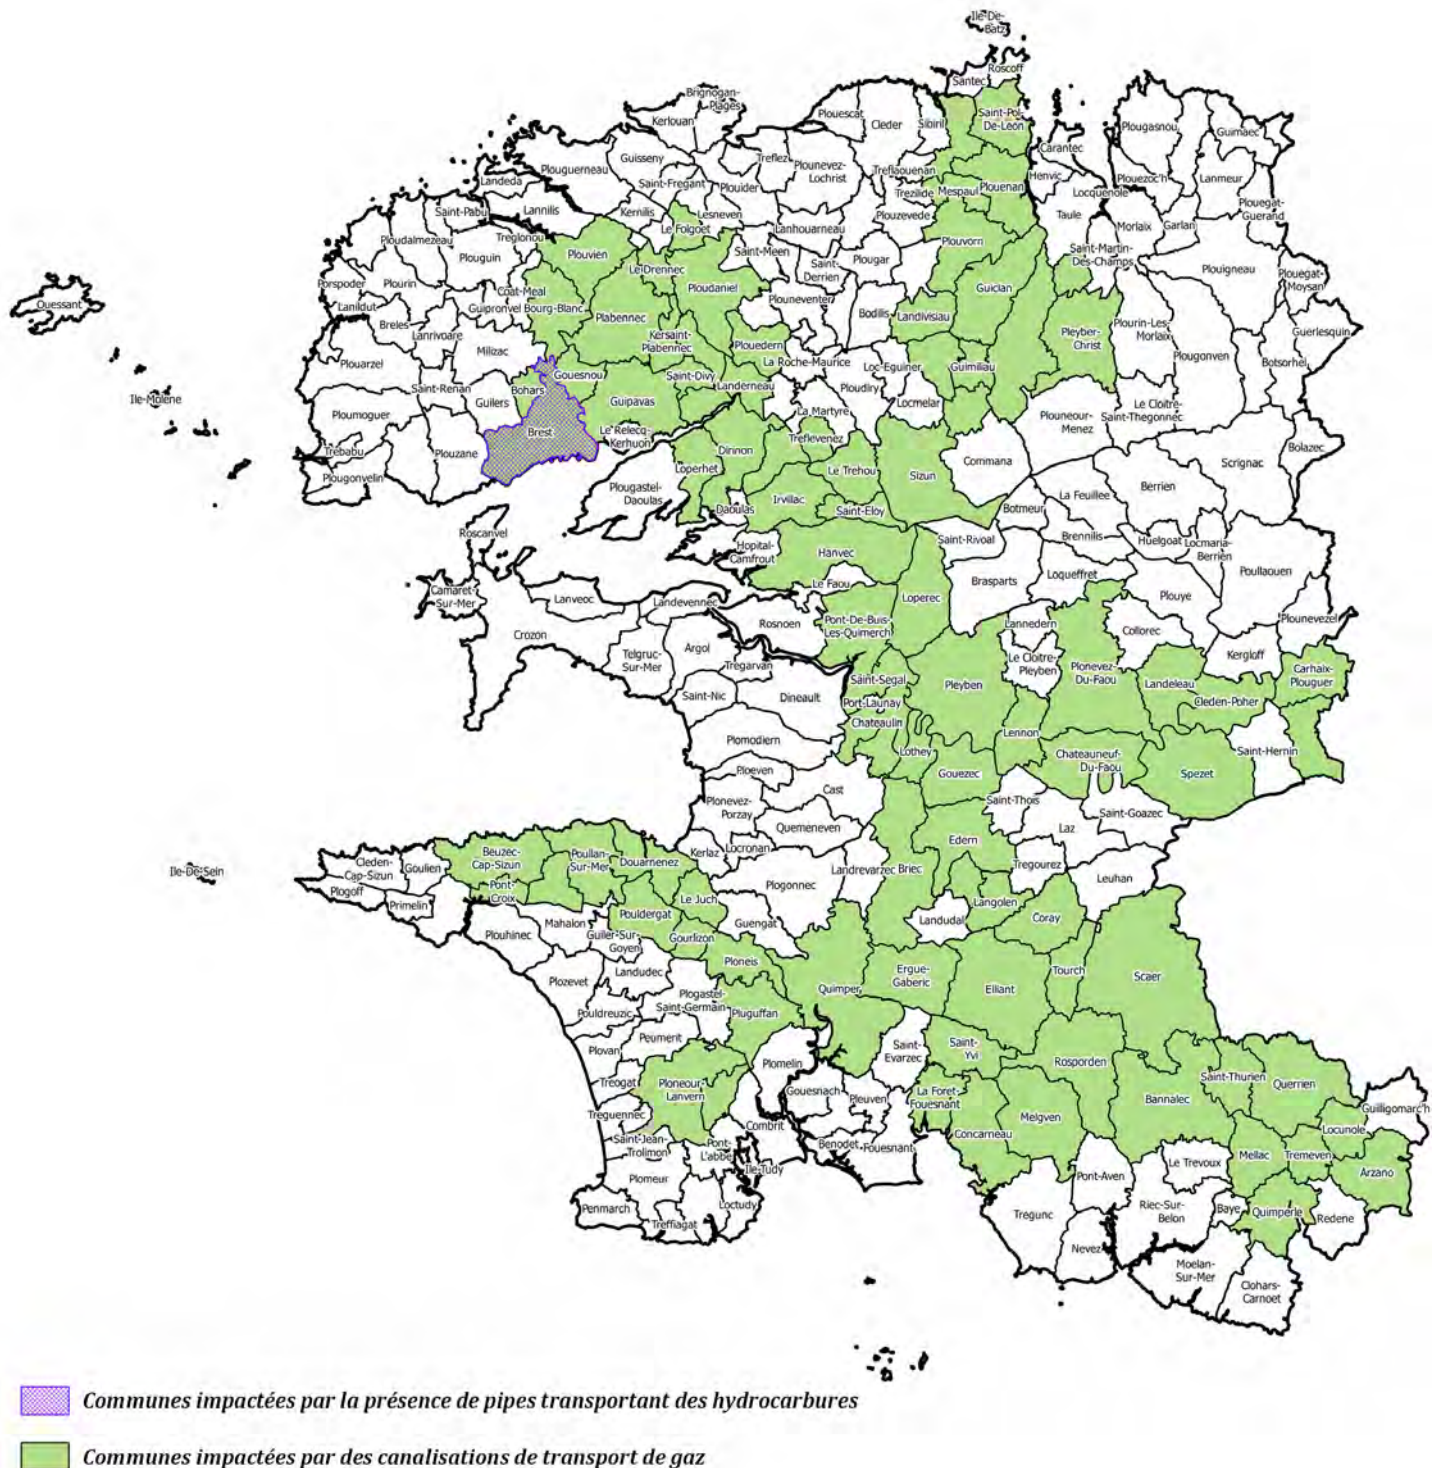 Ile-De-
Batz
Roscoff
Santec
Brignogan-
Plages
Kerlouan
Plouescat
Cleder
Sibiril
Saint-Pol-
De-Leon
Plougasnou
Guimaec
Carantec
Guisseny
Treflez
Plounevez-
Lochrist
Plouguerneau
Treflaouenan
Henvic
Plouezoc'h
Lanmeur
Landeda
Saint-Fregant
Plouider
Trezilide
Mespaul
Plouenan
Locquenole
Plouegat-
Guerand
Saint-Pabu
Lannilis
Kernilis
Lesneven
Le Folgoet
Plouzevede
Taule
Morlaix
Garlan
Lanhouarneau
Ploudalmezeau
Treglonou
Plouguin
Plouvien
Saint-Meen
Saint-
Derrien
Plougar
Plouvorn
Saint-Martin-
Des-Champs
Plouigneau
Plouegat-
Moysan
Le Drennec
Ploudaniel
Porspoder
Plourin
Coat-Meal
Guiclan
Ouessant
Lanildut
Guipronvel
Bourg-Blanc
Plouneventer
Bodilis
Landivisiau
Breles
Lanrivoare
Plabennec
Kersaint-
Plabennec
Plouedern
Pleyber-
Christ
Plourin-Les-
Morlaix
Guerlesquin
Plouarzel
Milizac
La Roche-Maurice
Plougonven
Botsorhel
Saint-Renan
Bohars
Gouesnou
Saint-Divy
Landerneau
Ploudiry
Loc-Eguiner
Guimiliau
Ile-Molene
Guilers
Guipavas
Locmelar
Ploumoguer
La Martyre
Plouneour-
Menez
Le Cloitre-
Saint-Thegonnec
Brest
Le Relecq-
Kerhuon
Treflevenez
Trebabu
Plouzane
Dirinon
Bolazec
Plougonvelin
Loperhet
Le Trehou
Sizun
Commana
Scrignac
Plougastel-
Daoulas
Irvillac
La Feuillee
Berrien
Daoulas
Saint-Eloy
Botmeur
Roscanvel
Saint-Rivoal
Brennilis
Huelgoat
Locmaria-
Berrien
Hopital-
Camfrout
Hanvec
Poullaouen
Camaret-
Sur-Mer
Le Faou
Brasparts
Loqueffret
Lanveoc
Landevennec
Loperec
Plouye
Rosnoen
Pont-De-Buis-
Les-Quimerch
Plounevezel
Crozon
Lannedern
Collorec
Telgruc-
Sur-Mer
Argol
Tregarvan
Le Cloitre-
Pleyben
Plonevez-
Du-Faou
Kergloff
Carhaix-
Plouguer
Saint-Segal
Pleyben
Landeleau
Saint-Nic
Dineault
Port-Launay
Cleden-Poher
Chateaulin
Plomodiern
Lennon
Lothey
Chateauneuf-
Du-Faou
Saint-Hernin
Ploeven
Gouezec
Spezet
Cast
Plonevez-
Porzay
Saint-Thois
Saint-Goazec
Quemeneven
Laz
Edern
Beuzec-
Cap-Sizun
Poullan-
Sur-Mer
Douarnenez
Kerlaz
Locronan
Cleden-
Cap-Sizun
Goulien
Landrevarzec
Briec
Tregourez
Leuhan
Ile-De-Sein
Plogoff
Primelin
Pont-
Croix
Le Juch
Plogonnec
Langolen
Pouldergat
Landudal
Coray
Mahalon
Plouhinec
Guiler-Sur-
Goyen
Gourlizon
Guengat
Ploneis
Landudec
Plozevet
Ergue-
Gaberic
Tourch
Scaer
Quimper
Elliant
Plogastel-
Saint-Germain
Pluguffan
Pouldreuzic
Peumerit
Plovan
Plomelin
Saint-
Evarzec
Saint-
Yvi
Rosporden
Treogat
Ploneour-
Lanvern
Saint-Thurien
Querrien
Gouesnach
Pleuven
La Foret-
Fouesnant
Bannalec
Treguennec
Melgven
Guilligomarc'h
Combrit
Locunole
Saint-Jean-
Trolimon
Pont-
L'abbe
Benodet
Fouesnant
Concarneau
Mellac
Tremeven
Ile-Tudy
Le Trevoux
Arzano
Plomeur
Pont-Aven
Loctudy
Riec-Sur-
Belon
Baye
Quimperle
Redene
Penmarch
Treffiagat
Tregunc
Nevez
Moelan-
Sur-Mer
Clohars-
Carnoet
Communes impactées par la présence de pipes transportant des hydrocarbures
Communes impactées par des canalisations de transport de gaz